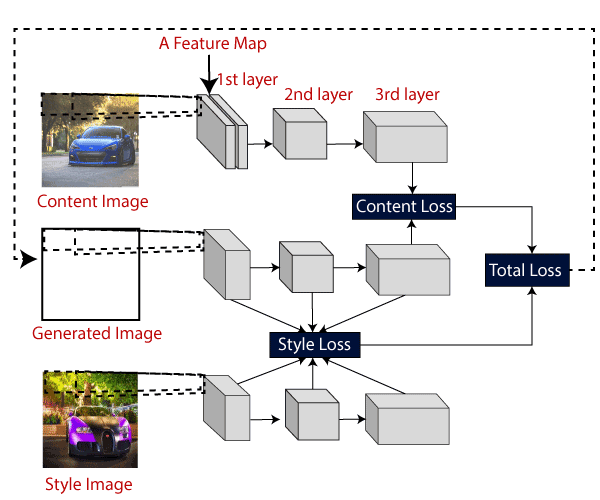 A Feature Map
1st layer
2nd layer
3rd layer
Content Image
Content Loss
Total Loss
Generated Image
Style Loss
Style Image